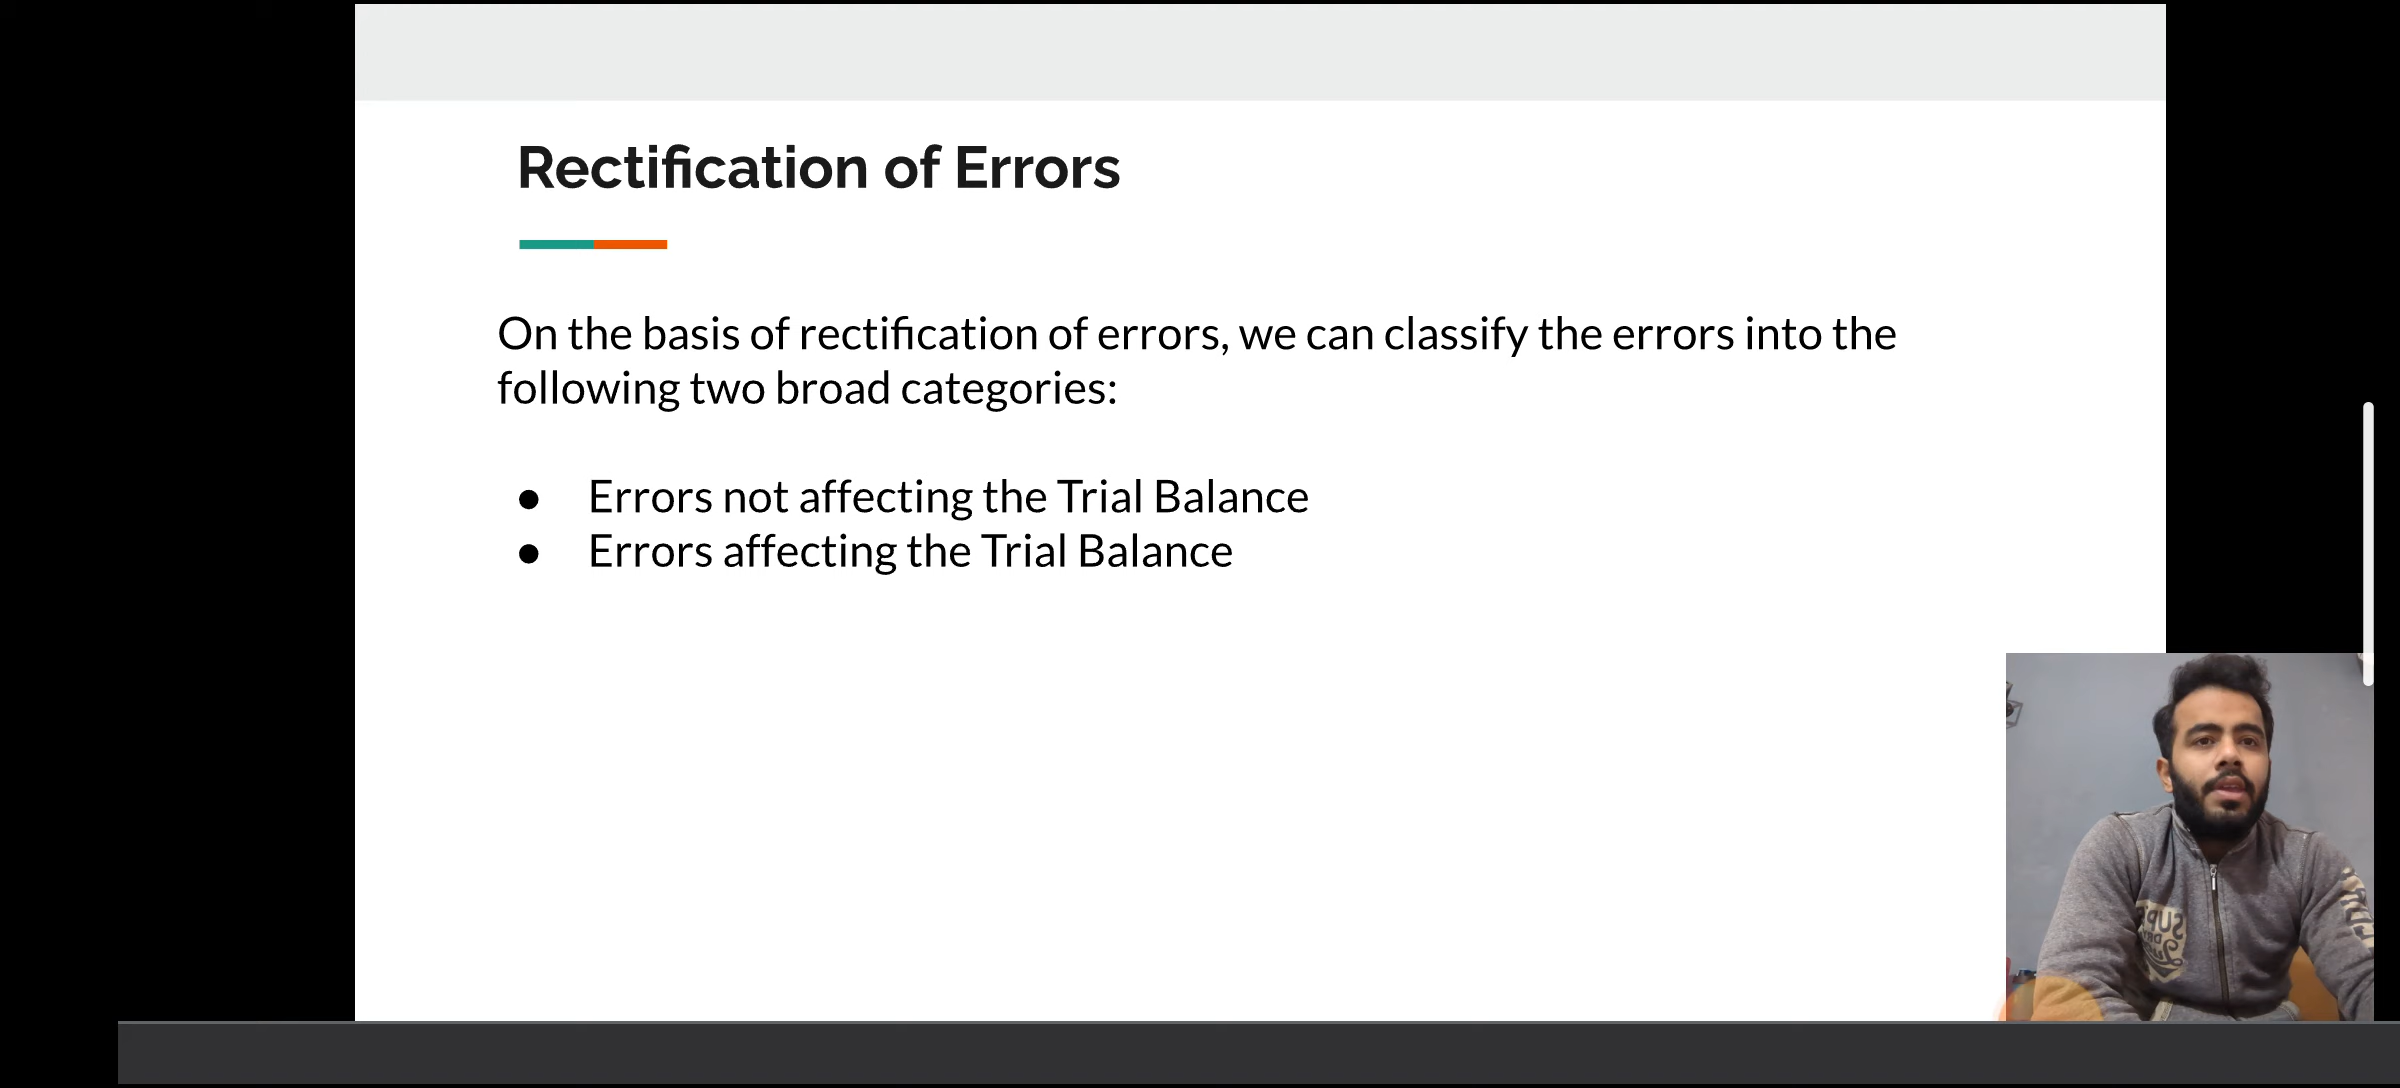 Rectification of Errors
On the basis of rectification of errors, we can classify the errors into the
following two broad categories:
● Errors not affecting the Trial Balance
● Errors affecting the Trial Balance